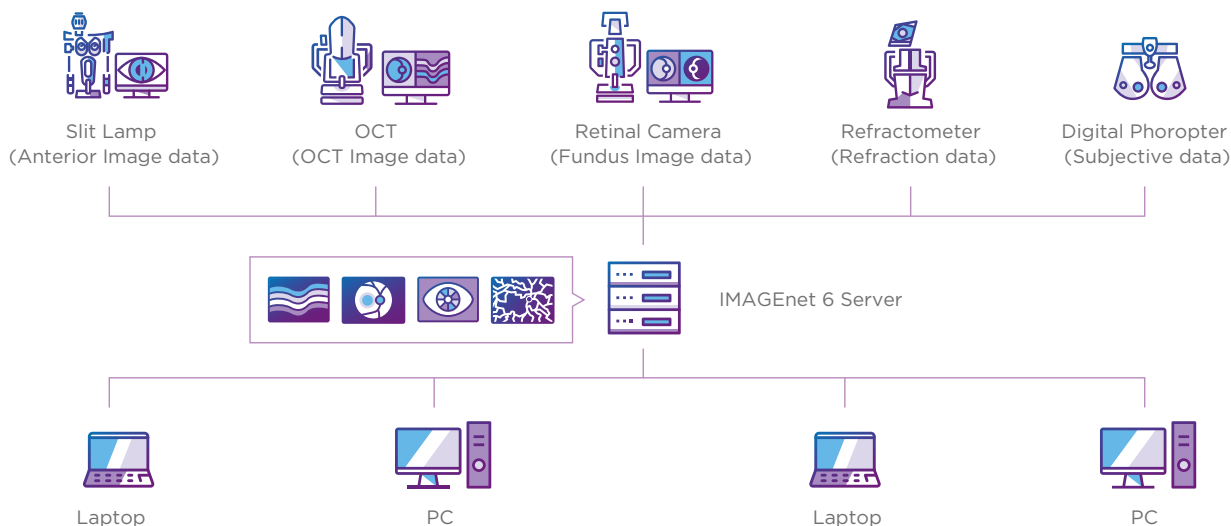 Slit Lamp
(Anterior Image data)
OCT
(OCT Image data)
Retinal Camera
(Fundus Image data)
Refractometer
(Refraction data)
Digital Phoropter
(Subjective data)
IMAGEnet 6 Server
Laptop
PC
Laptop
PC